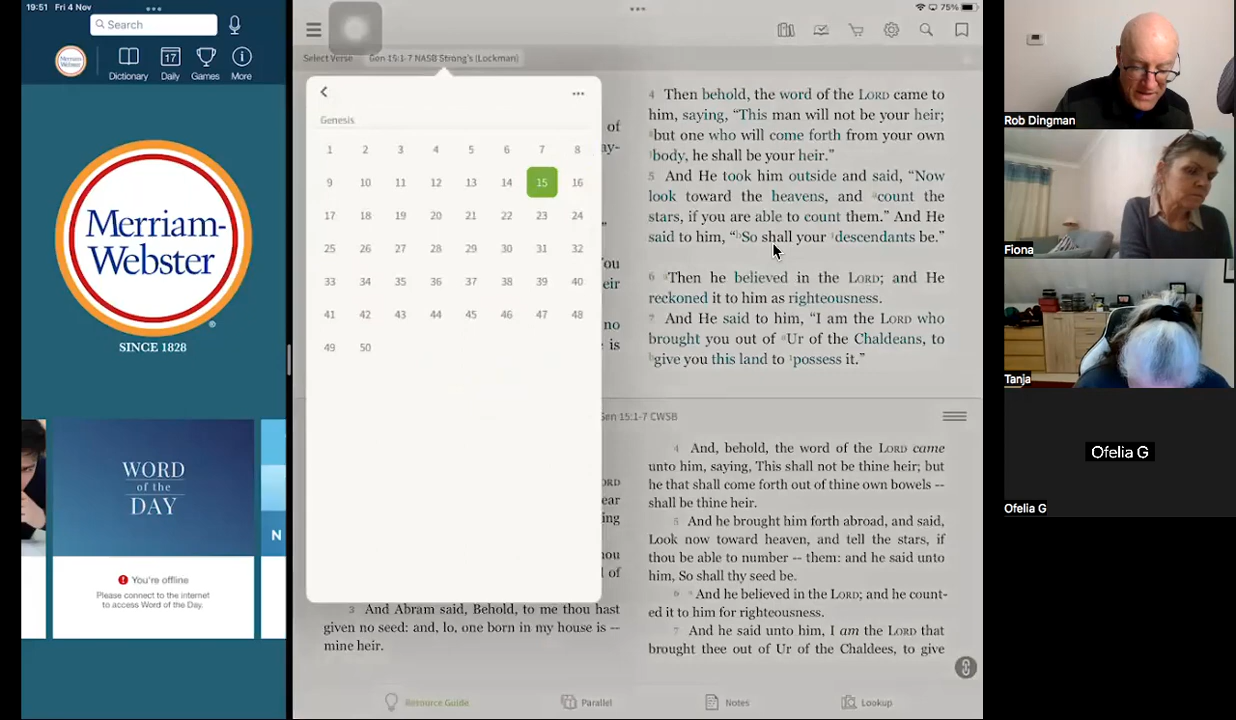 19:51 Fri 4 Nov
75%
Search
Dictionary
17
Daily
Games
More
Merriam-
Webster
®
SINCE 1828
WORD
of the
DAY
N
You're offline
Please connect to the internet
to access Word of the Day.
Select Verse
Gen 15:1-7 NASB Strong's (Lockman)
Genesis
1 2 3 4 5 6 7 8
9 10 11 12 13 14 15 16
17 18 19 20 21 22 23 24
25 26 27 28 29 30 31 32
33 34 35 36 37 38 39 40
41 42 43 44 45 46 47 48
49 50
of
ay-
ou
eir
no
is
4 Then behold, the word of the LORD came to
him, saying, “This man will not be your heir;
but one who will come forth from your own
body, he shall be your heir.”
5 And He took him outside and said, “Now
look toward the heavens, and count the
stars, if you are able to count them.” And He
said to him, “So shall your descendants be.”
6 Then he believed in the LORD; and He
reckoned it to him as righteousness.
7 And He said to him, “I am the LORD who
brought you out of Ur of the Chaldeans, to
give you this land to possess it.”
Gen 15:1-7 CWSB
ORD
ear
ing
hou
l of
3 And Abram said, Behold, to me thou hast
given no seed: and, lo, one born in my house is --
mine heir.
4 And, behold, the word of the LORD came
unto him, saying, This shall not be thine heir; but
he that shall come forth out of thine own bowels --
shall be thine heir.
5 And he brought him forth abroad, and said,
Look now toward heaven, and tell the stars, if
thou be able to number -- them: and he said unto
him, So shall thy seed be.
6 And he believed in the LORD; and he count-
ed it to him for righteousness.
7 And he said unto him, I am the LORD that
brought thee out of Ur of the Chaldees, to give
Resource Guide
Parallel
Notes
Lookup
Rob Dingman
Fiona
Tanja
Ofelia G
Ofelia G